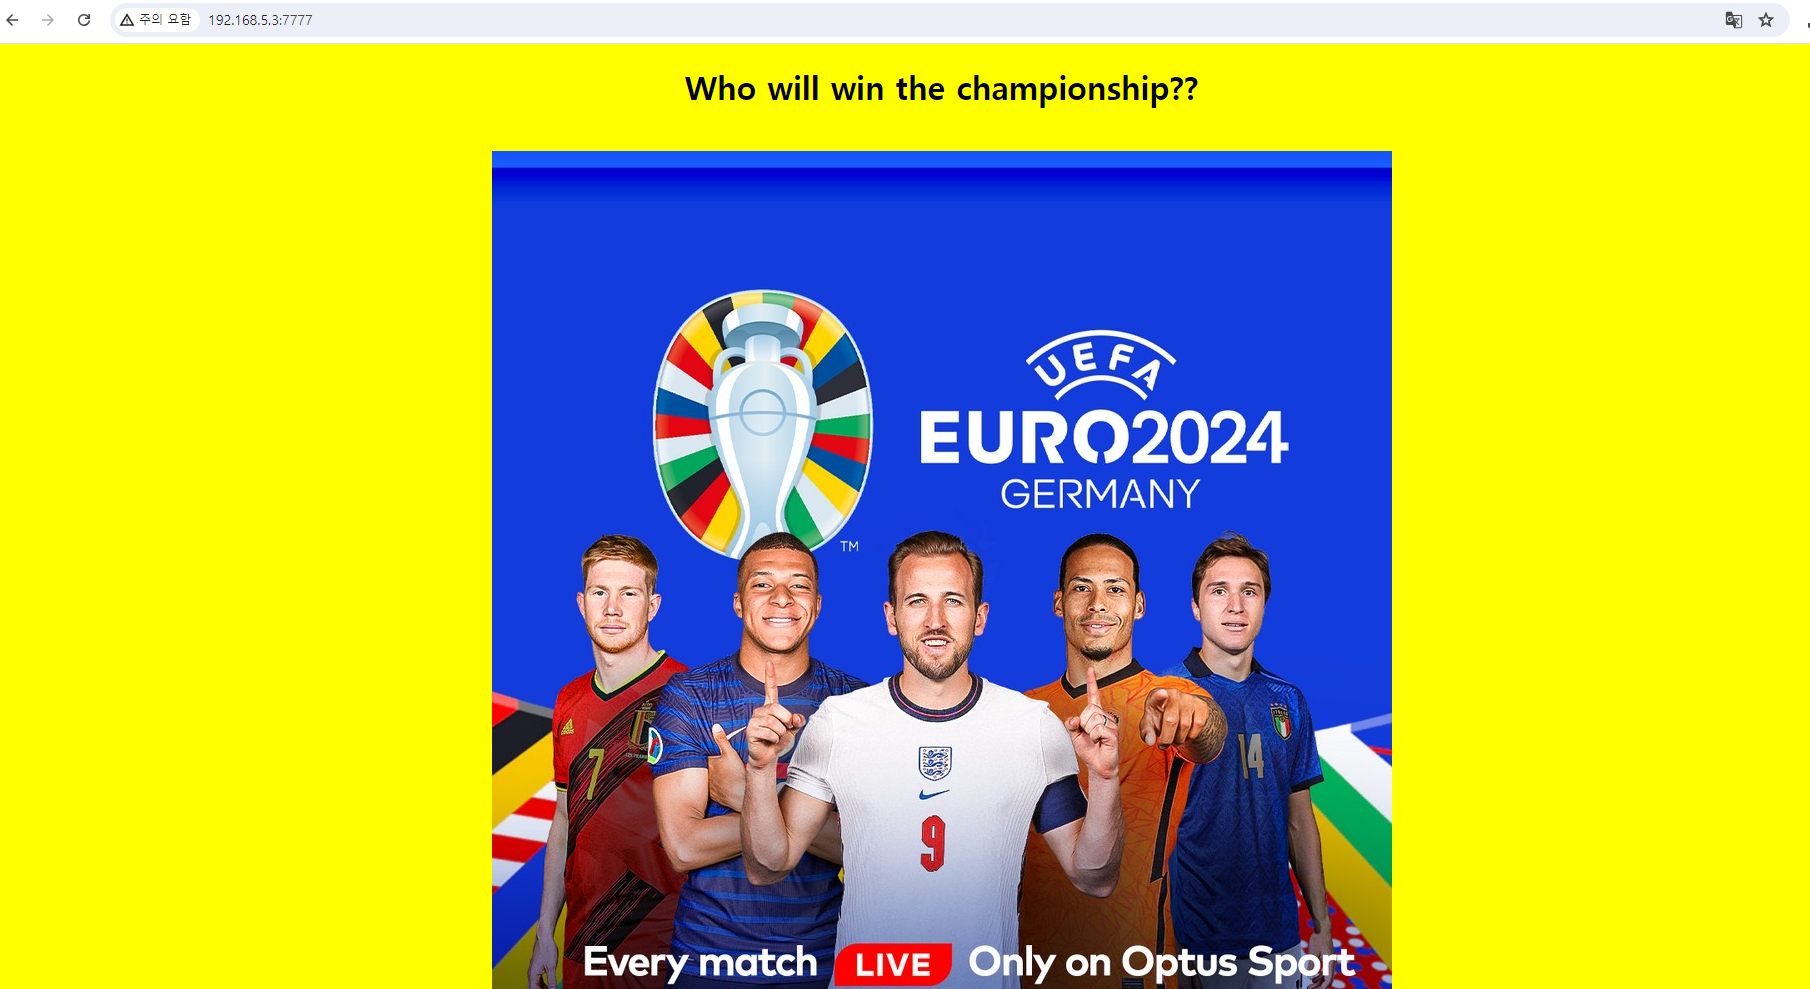 주의 요함 192.168.5.3:7777
Who will win the championship??
UEFA
EURO2024
GERMANY
TM
7
14
9
Every match LIVE Only on Optus Sport